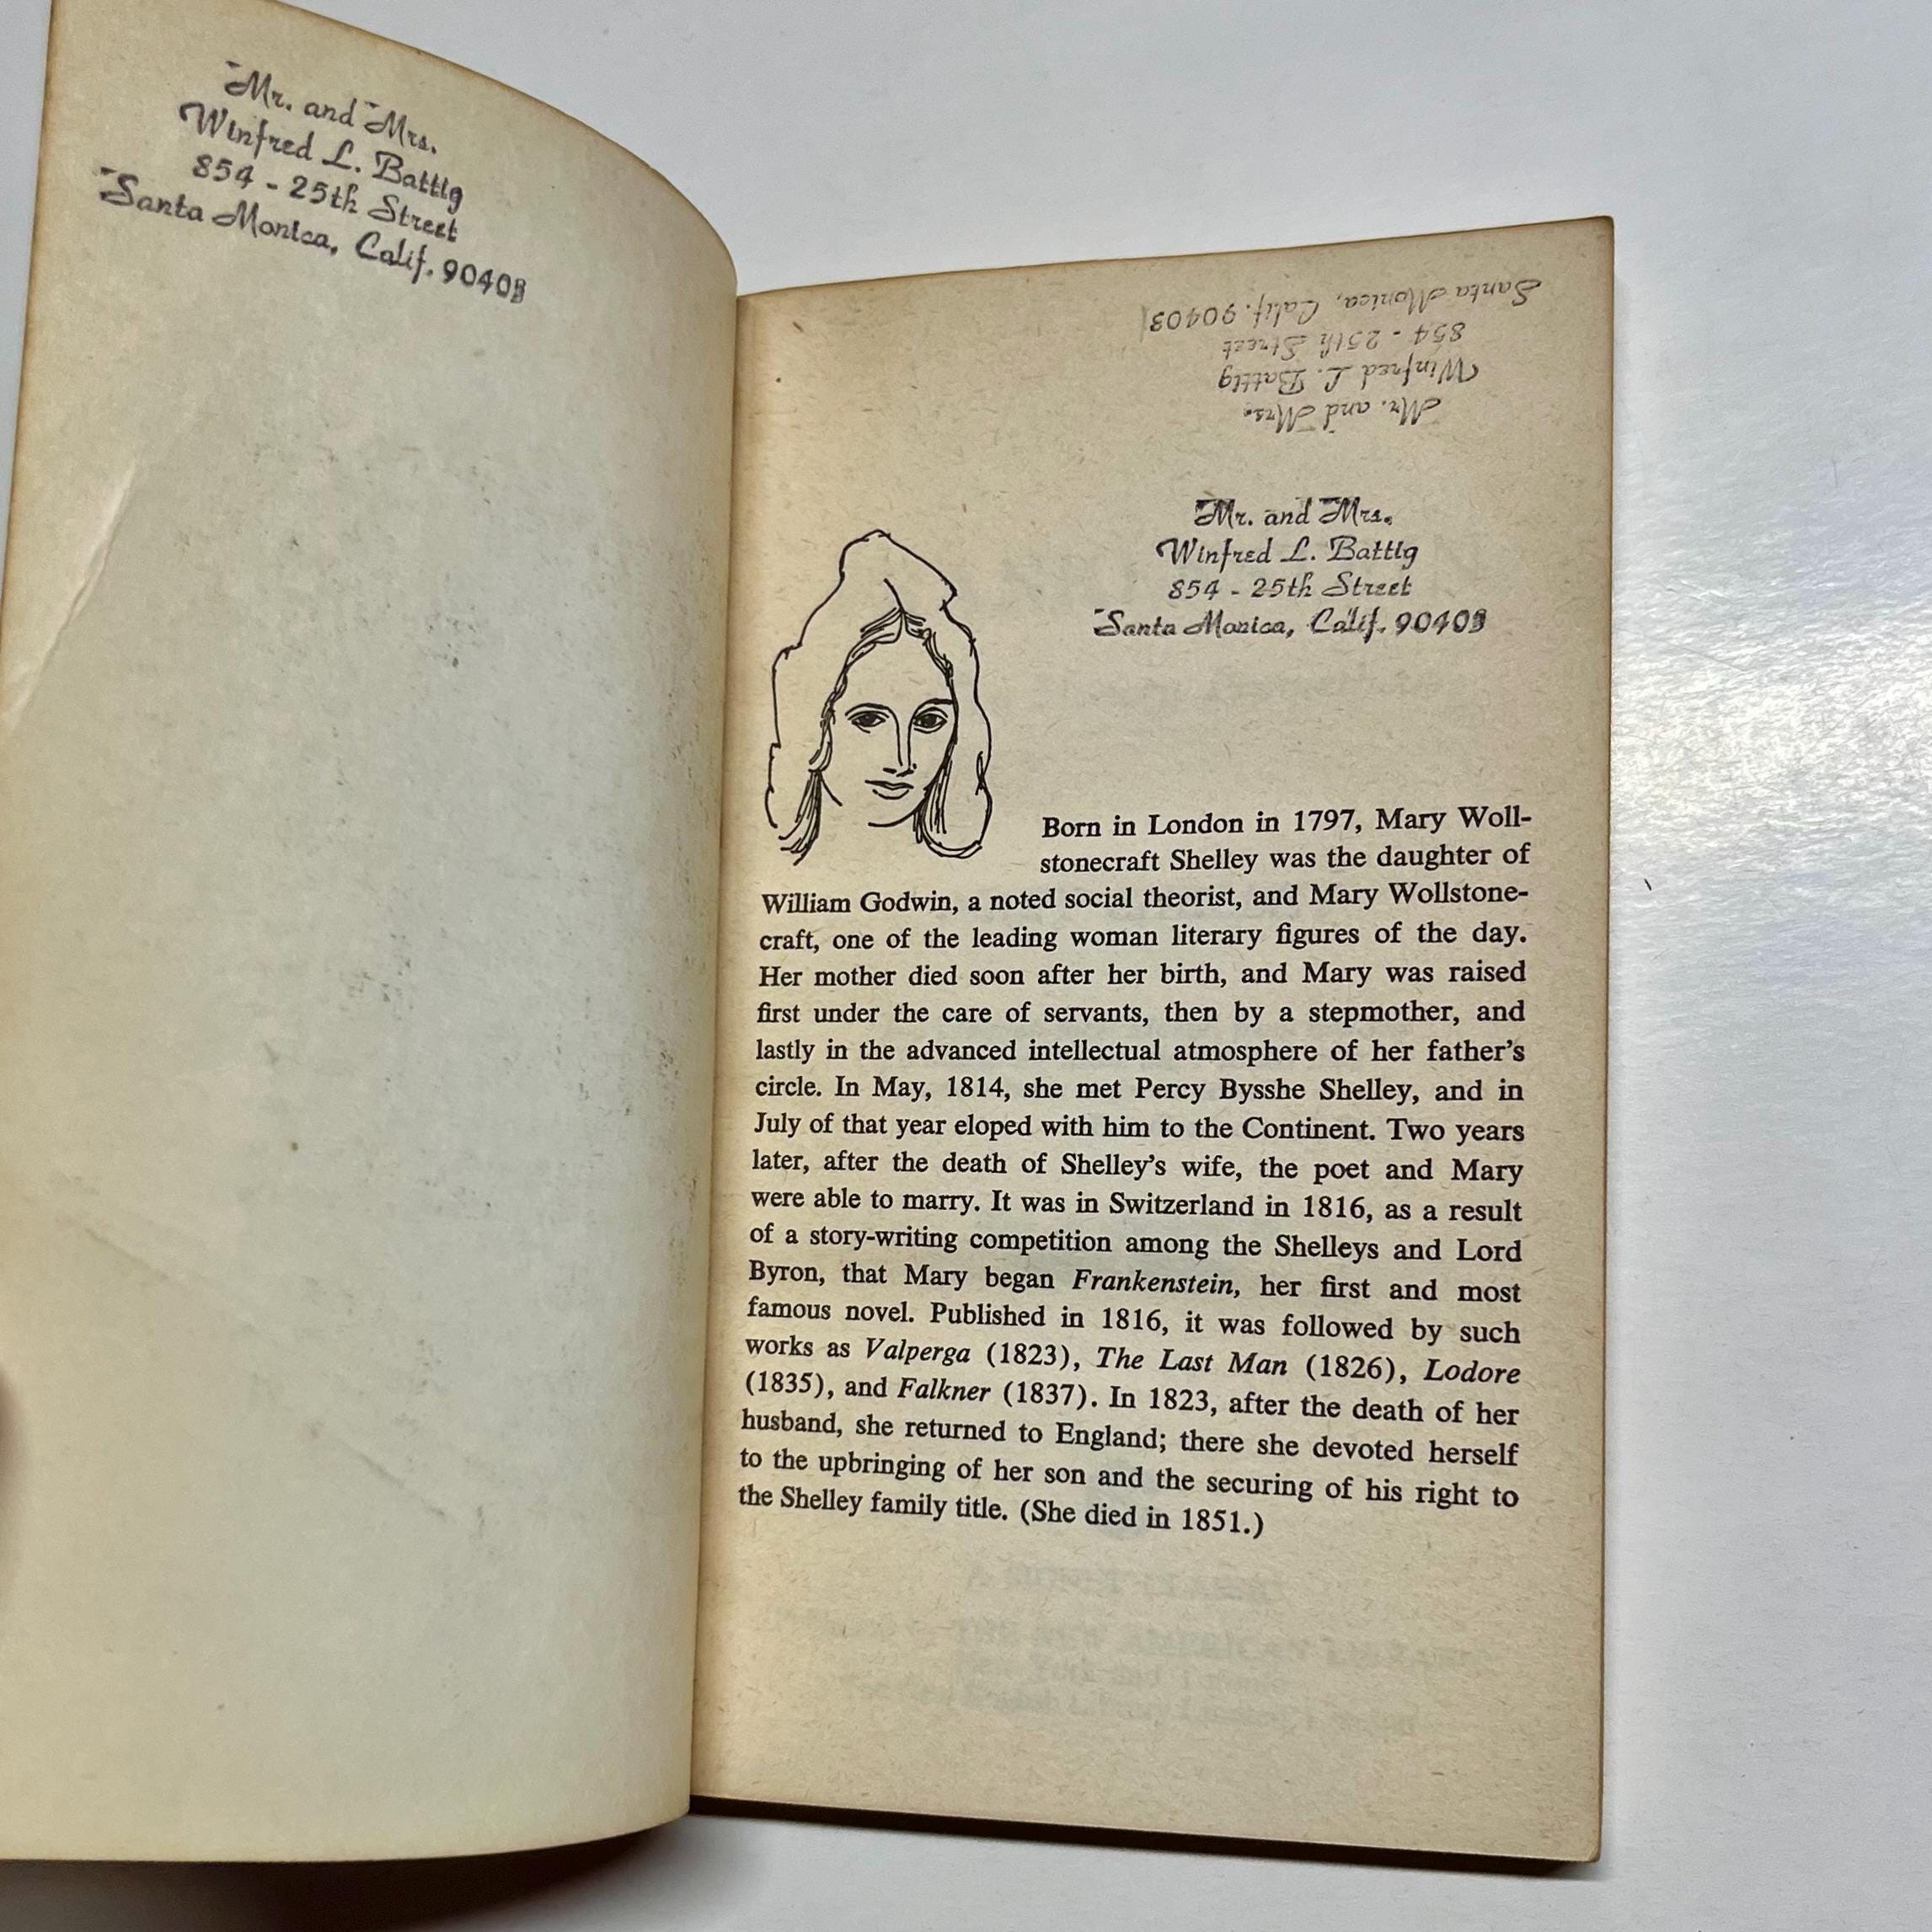 Mr. and Mrs.
Winfred L. Battig
854 - 25th Street
Santa Monica, Calif. 90403
Mr. and Mrs.
Winfred L. Battig
854 - 25th Street
Santa Monica, Calif. 90403
Mr. and Mrs.
Winfred L. Battig
854 - 25th Street
Santa Monica, Calif. 90403
Born in London in 1797, Mary Woll-
stonecraft Shelley was the daughter of
William Godwin, a noted social theorist, and Mary Wollstone-
craft, one of the leading woman literary figures of the day.
Her mother died soon after her birth, and Mary was raised
first under the care of servants, then by a stepmother, and
lastly in the advanced intellectual atmosphere of her father's
circle. In May, 1814, she met Percy Bysshe Shelley, and in
July of that year eloped with him to the Continent. Two years
later, after the death of Shelley's wife, the poet and Mary
were able to marry. It was in Switzerland in 1816, as a result
of a story-writing competition among the Shelleys and Lord
Byron, that Mary began Frankenstein, her first and most
famous novel. Published in 1816, it was followed by such
works as Valperga (1823), The Last Man (1826), Lodore
(1835), and Falkner (1837). In 1823, after the death of her
husband, she returned to England; there she devoted herself
to the upbringing of her son and the securing of his right to
the Shelley family title. (She died in 1851.)